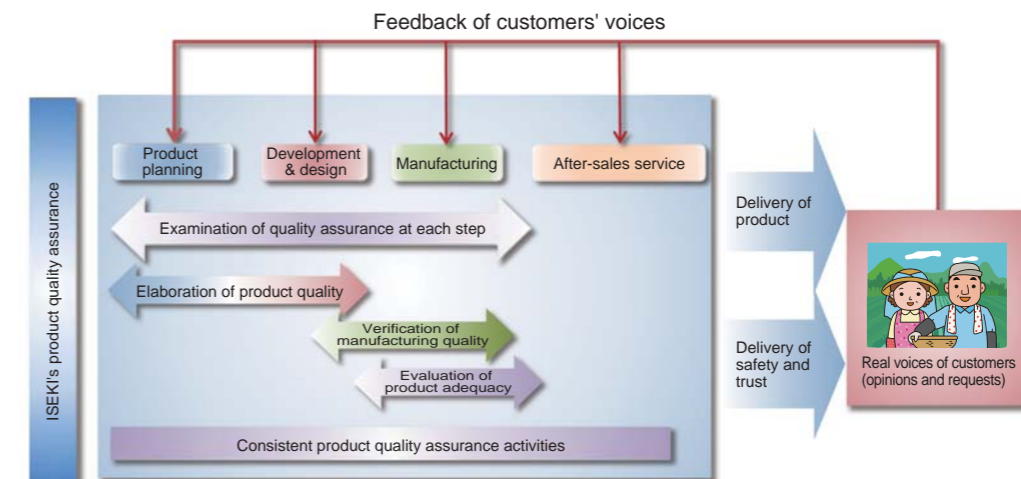 Feedback of customers' voices
ISEKI's product quality assurance
Product
planning
Development
& design
Manufacturing
After-sales service
Examination of quality assurance at each step
Elaboration of product quality
Verification of
manufacturing quality
Evaluation of
product adequacy
Consistent product quality assurance activities
Delivery of
product
Delivery of
safety and
trust
Real voices of customers
(opinions and requests)